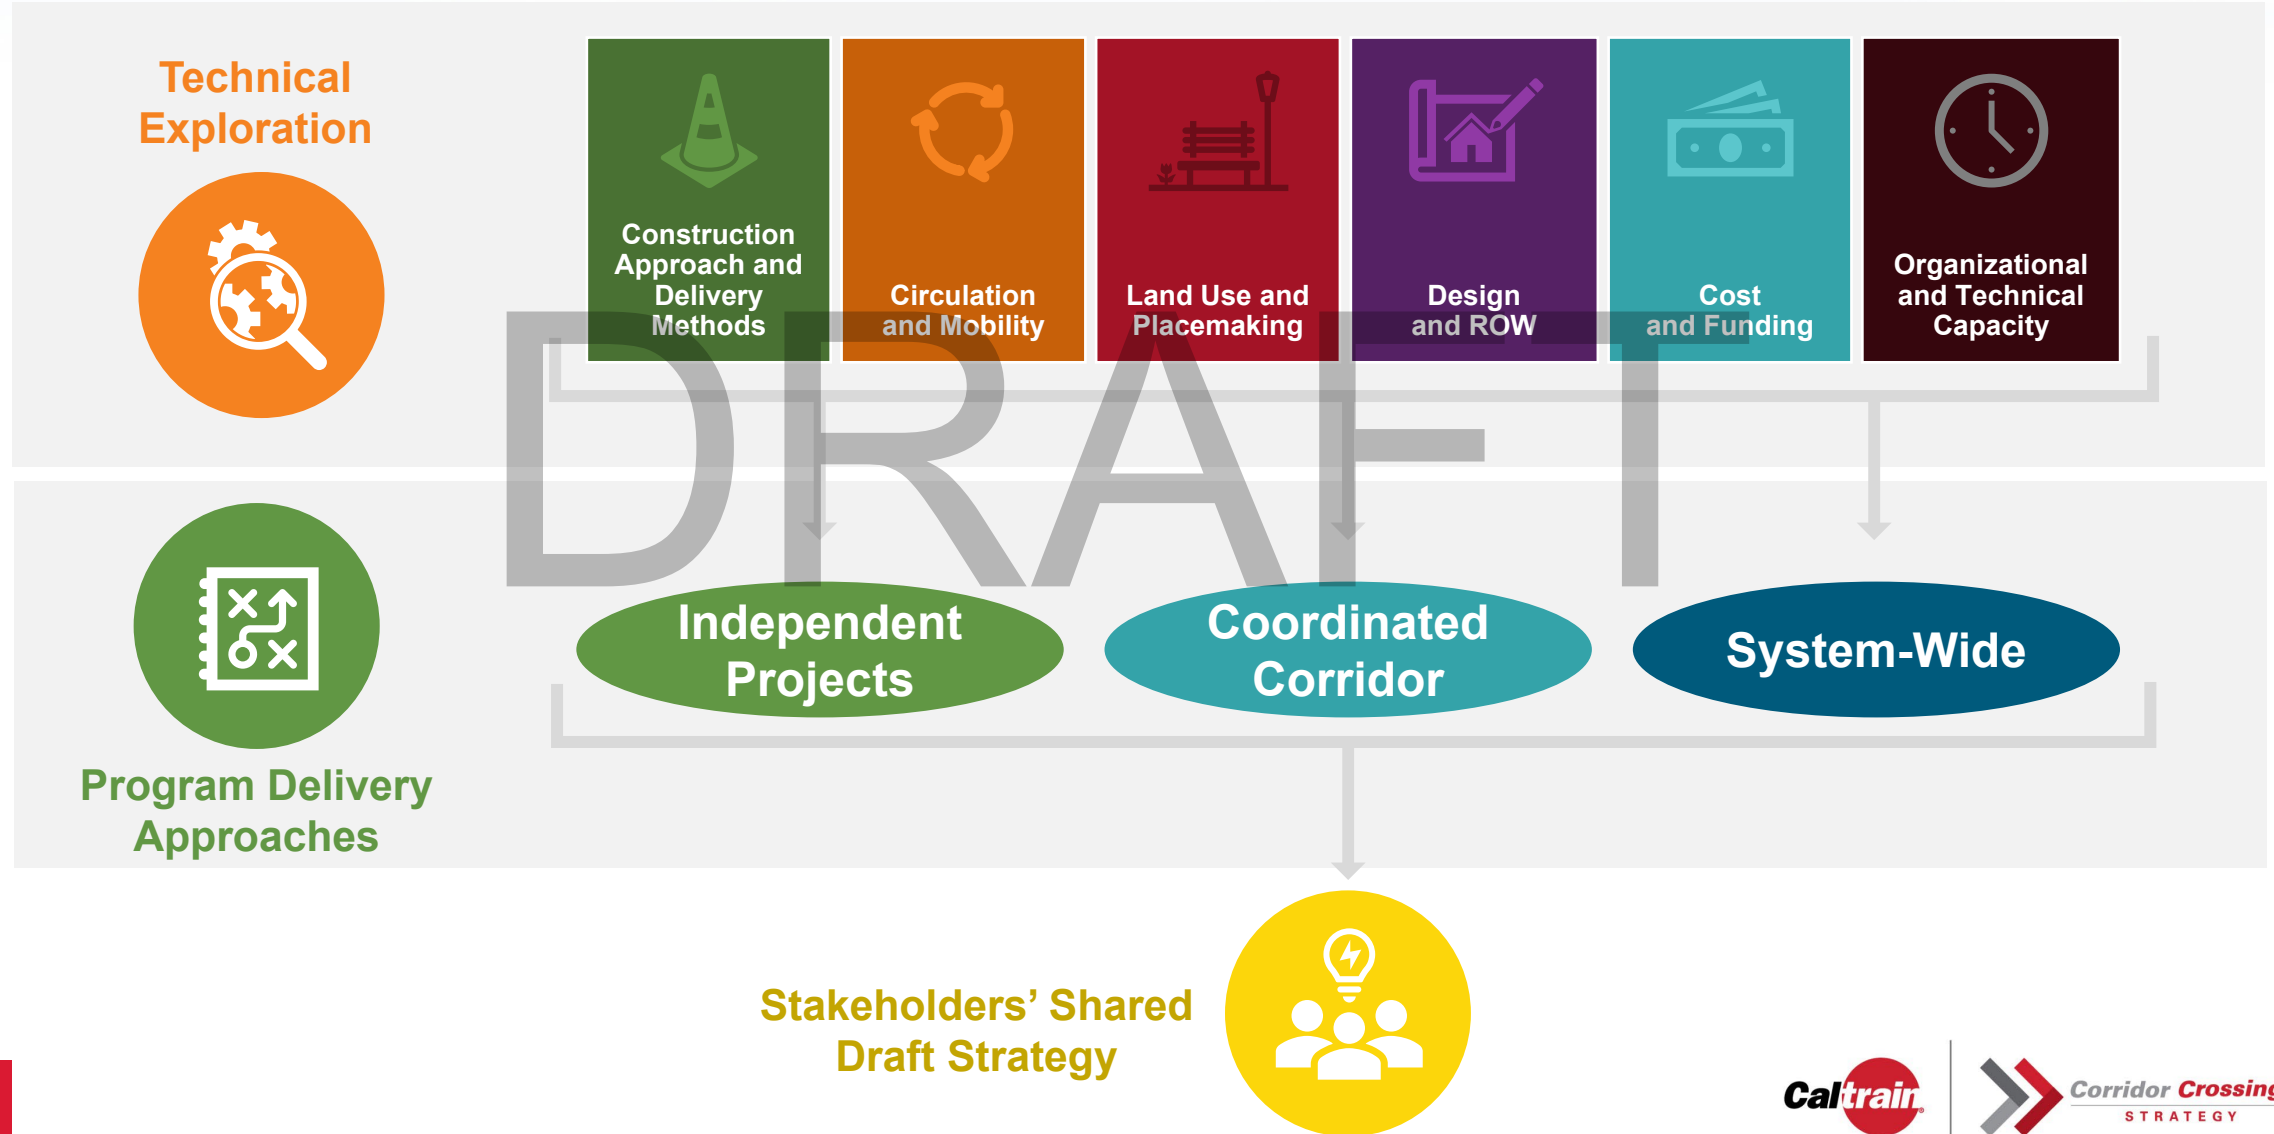 Technical
Exploration
Construction
Approach and
Delivery
Methods
Circulation
and Mobility
Land Use and
Placemaking
Design
and ROW
Cost
and Funding
Organizational
and Technical
Capacity
DRAFT
Program Delivery
Approaches
Independent
Projects
Coordinated
Corridor
System-Wide
Stakeholders' Shared
Draft Strategy
Caltrain®
Corridor Crossing
STRATEGY